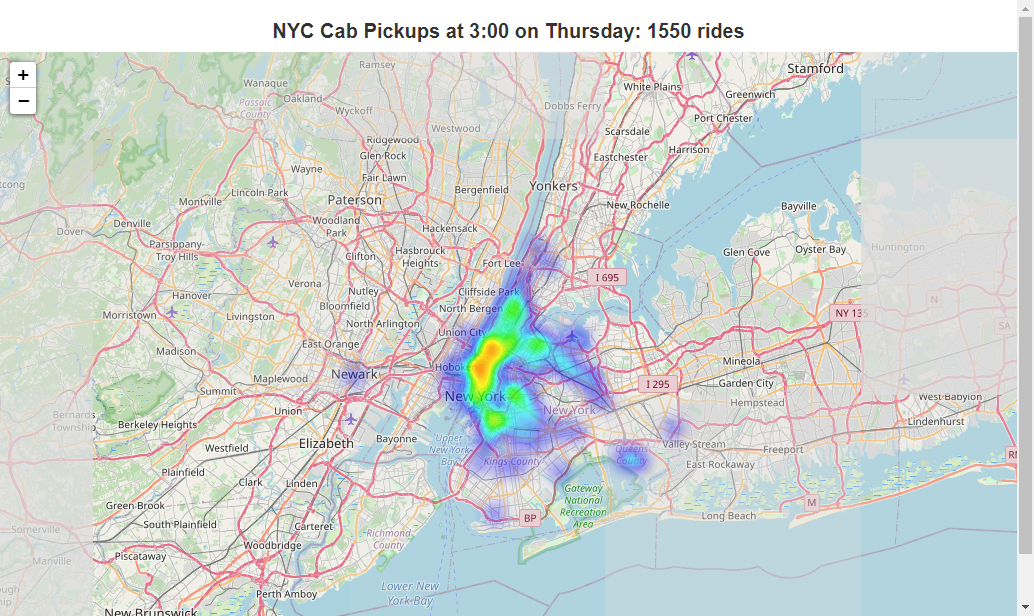 NYC Cab Pickups at 3:00 on Thursday: 1550 rides
+
−
Ramsey
Stamford
White Plains
Greenwich
Wanaque
Oakland
Passaic
County
Wyckoff
Dobbs Ferry
Port Chester
Ridgewood
Westwood
Scarsdale
Harrison
Glen Rock
Eastchester
Wayne
Fair Lawn
Lincoln Park
Bergenfield
Yonkers
Montville
Paterson
New Rochelle
Bayville
Denville
Woodland
Park
Hackensack
Dover
Parsippany-
Troy Hills
Clifton
Hasbrouck
Heights
Fort Lee
Glen Cove
Oyster Bay
Huntington
I 695
Verona
Nutley
Cliffside Park
Hanover
Bloomfield
North Bergen
N
Morristown
Livingston
North Arlington
NY 135
SA
Union City
East Orange
Madison
Mineola
Newark
Hoboken
Maplewood
I 295
Garden City
Summit
New York
West Babylon
Union
New York
Hempstead
Bernards
Township
Berkeley Heights
Lindenhurst
Elizabeth
Bayonne
Upper
New York
Bay
Valley Stream
Freeport
Westfield
Kings County
Queens
County
East Rockaway
Plainfield
Clark
Linden
Gateway
National
Recreation
Area
Green Brook
M
South Plainfield
Carteret
BP
Long Beach
Somerville
Richmond
County
Woodbridge
Piscataway
Manville
Perth Amboy
Lower New
York Bay
New Brunswick